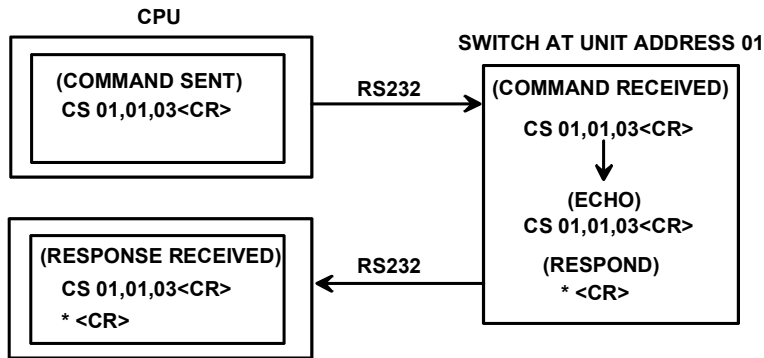 CPU
(COMMAND SENT)
CS 01,01,03<CR>
RS232
SWITCH AT UNIT ADDRESS 01
(COMMAND RECEIVED)
CS 01,01,03<CR>
(ECHO)
CS 01,01,03<CR>
(RESPOND)
* <CR>
RS232
(RESPONSE RECEIVED)
CS 01,01,03<CR>
* <CR>